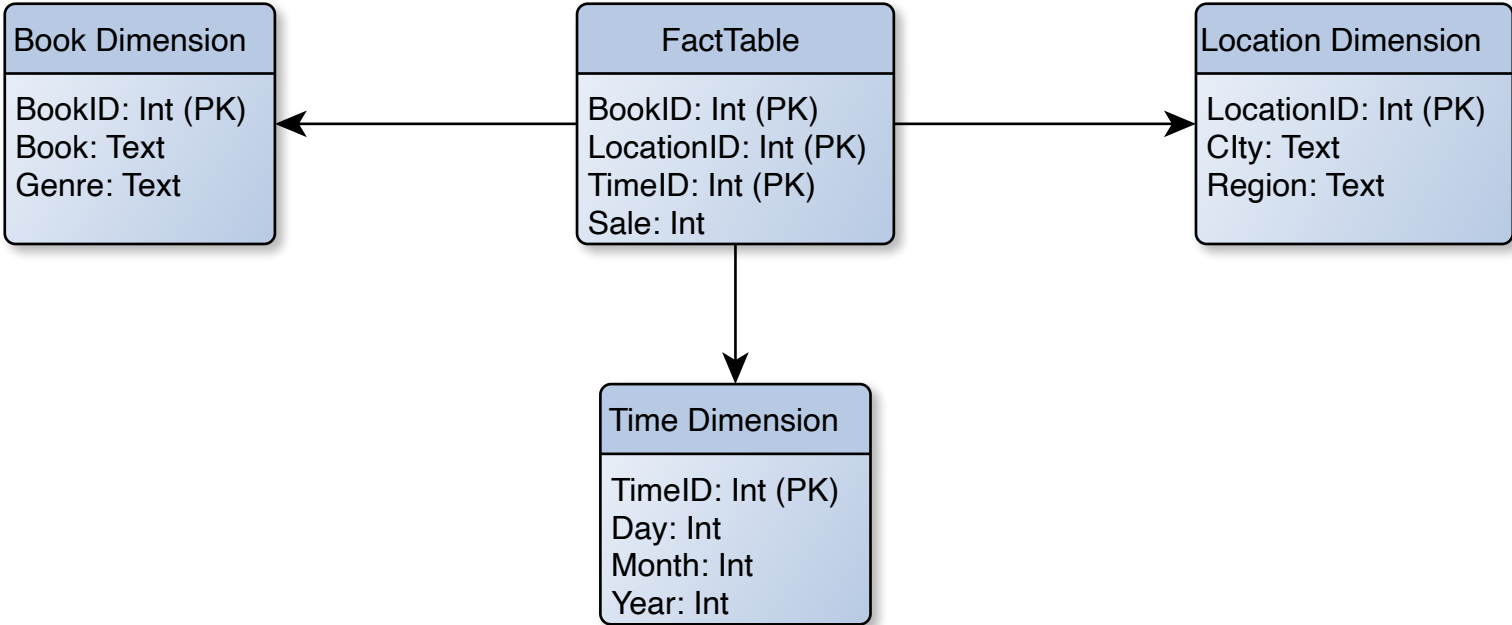 Book Dimension
BookID: Int (PK)
Book: Text
Genre: Text
FactTable
BookID: Int (PK)
LocationID: Int (PK)
TimeID: Int (PK)
Sale: Int
Location Dimension
LocationID: Int (PK)
CIty: Text
Region: Text
Time Dimension
TimeID: Int (PK)
Day: Int
Month: Int
Year: Int